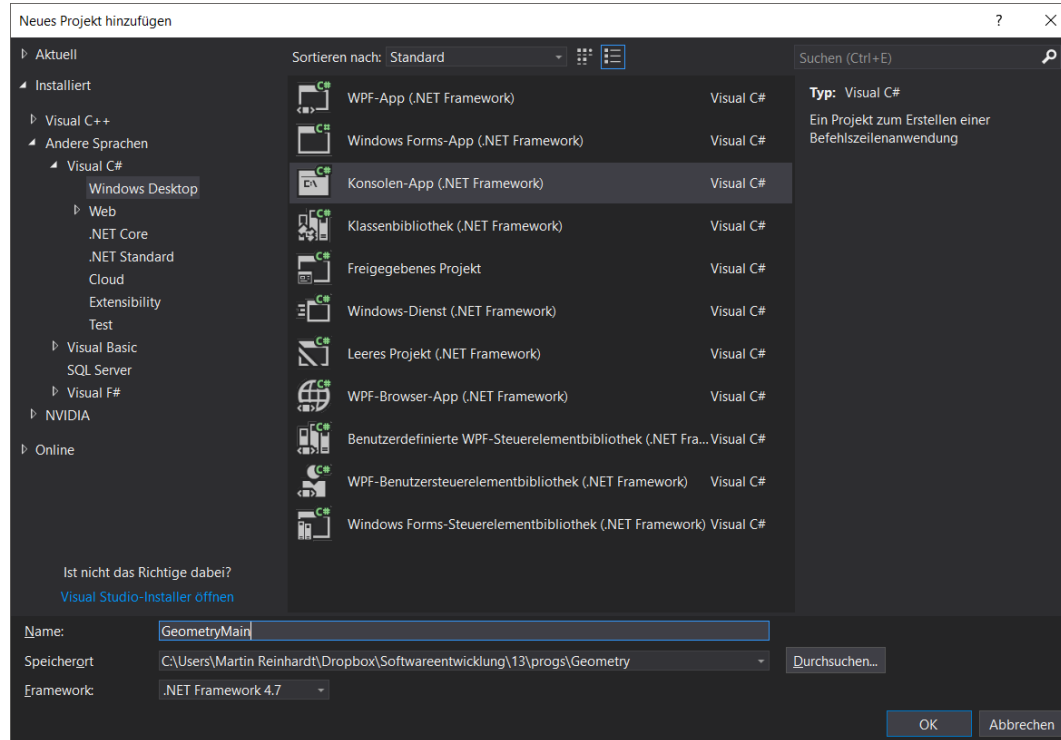 Neues Projekt hinzufügen
?
Aktuell
Installiert
Visual C++
Andere Sprachen
Visual C#
Windows Desktop
Web
.NET Core
.NET Standard
Cloud
Extensibility
Test
Visual Basic
SQL Server
Visual F#
NVIDIA
Online
Ist nicht das Richtige dabei?
Visual Studio-Installer öffnen
Sortieren nach: Standard
WPF-App (.NET Framework) Visual C#
Windows Forms-App (.NET Framework) Visual C#
Konsolen-App (.NET Framework) Visual C#
Klassenbibliothek (.NET Framework) Visual C#
Freigegebenes Projekt Visual C#
Windows-Dienst (.NET Framework) Visual C#
Leeres Projekt (.NET Framework) Visual C#
WPF-Browser-App (.NET Framework) Visual C#
Benutzerdefinierte WPF-Steuerelementbibliothek (.NET Fra... Visual C#
WPF-Benutzersteuerelementbibliothek (.NET Framework) Visual C#
Windows Forms-Steuerelementbibliothek (.NET Framework) Visual C#
Suchen (Ctrl+E)
Typ: Visual C#
Ein Projekt zum Erstellen einer
Befehlszeilenanwendung
Name: GeometryMain
Speicherort C:\Users\Martin Reinhardt\Dropbox\Softwareentwicklung\13\progs\Geometry Durchsuchen...
Framework: .NET Framework 4.7
OK Abbrechen